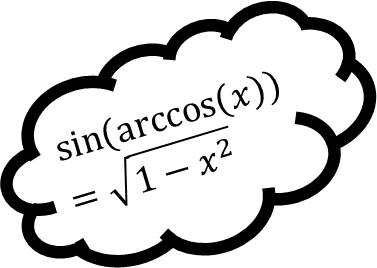 sin(arccos(x))
= √1 − x²